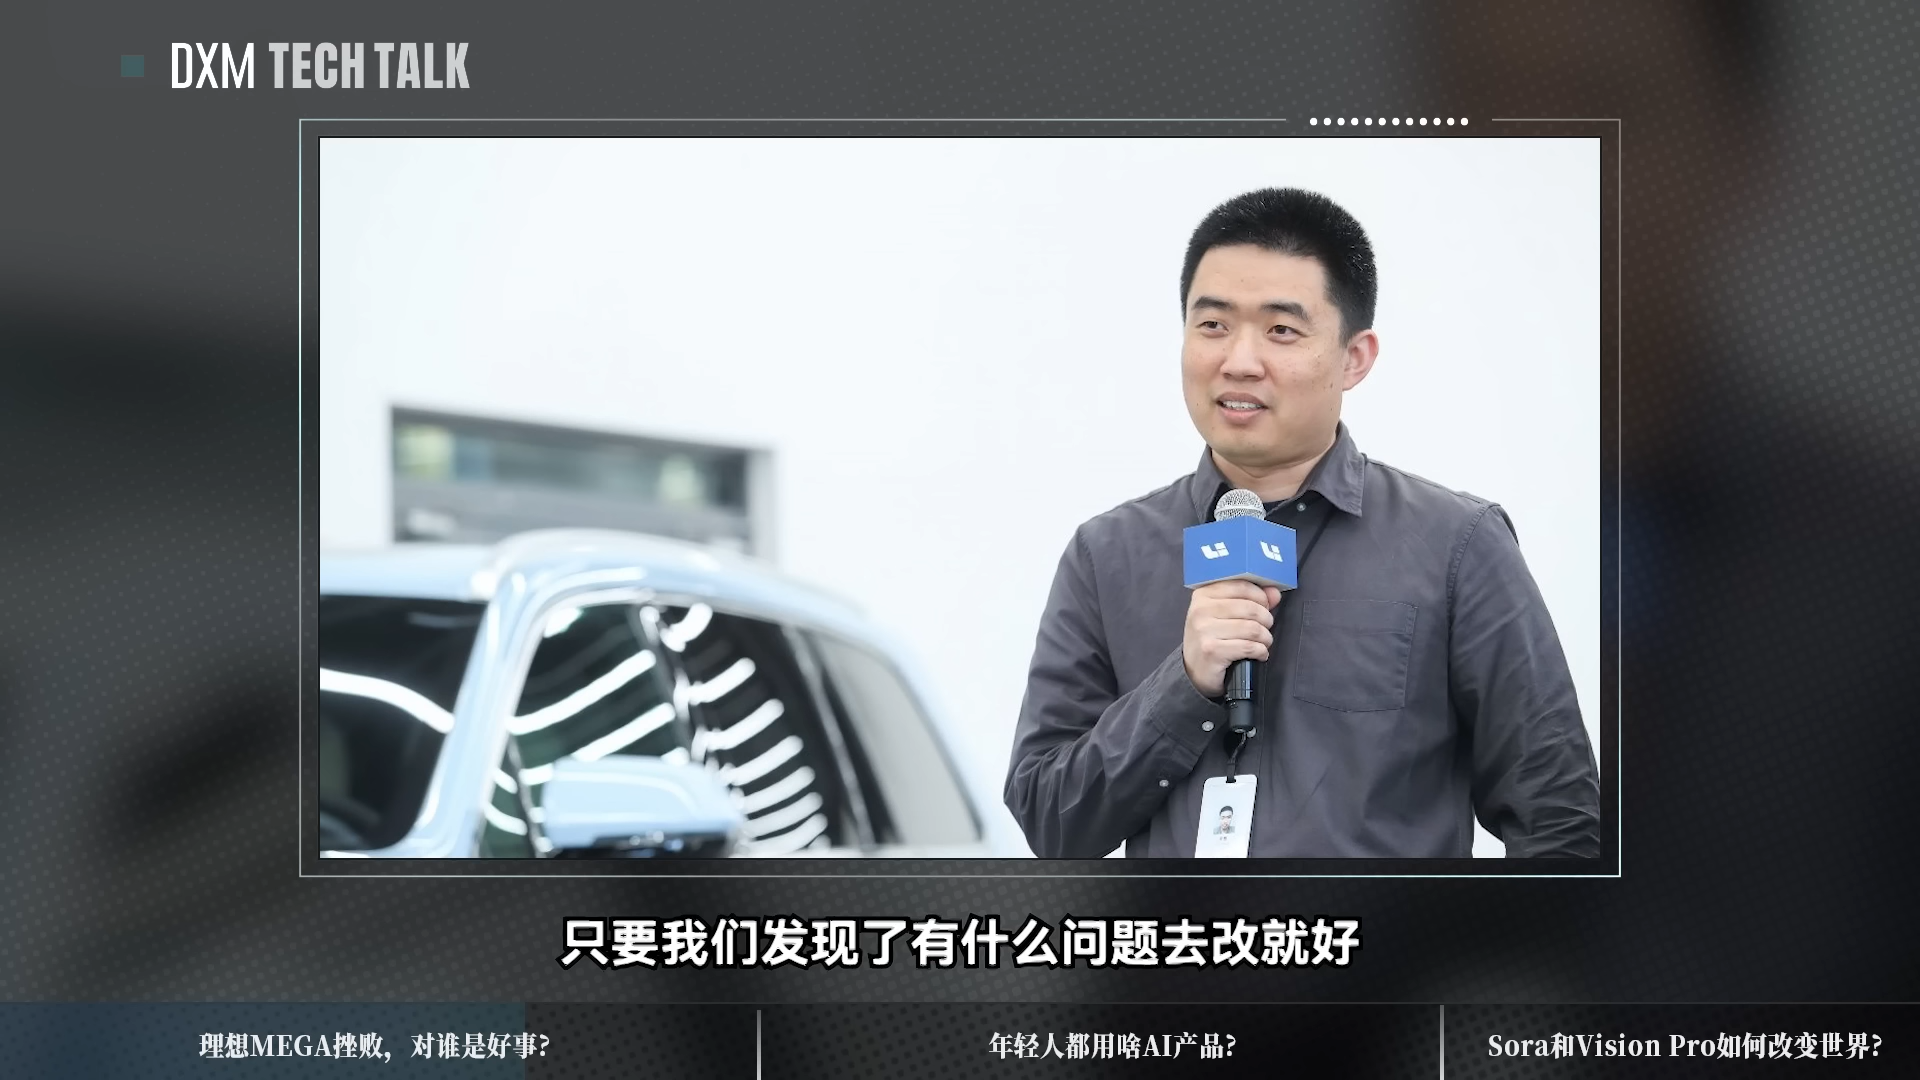 DXM TECH TALK
只要我们发现了有什么问题去改就好
理想MEGA挫败，对谁是好事？
年轻人都用啥AI产品？
Sora和Vision Pro如何改变世界？